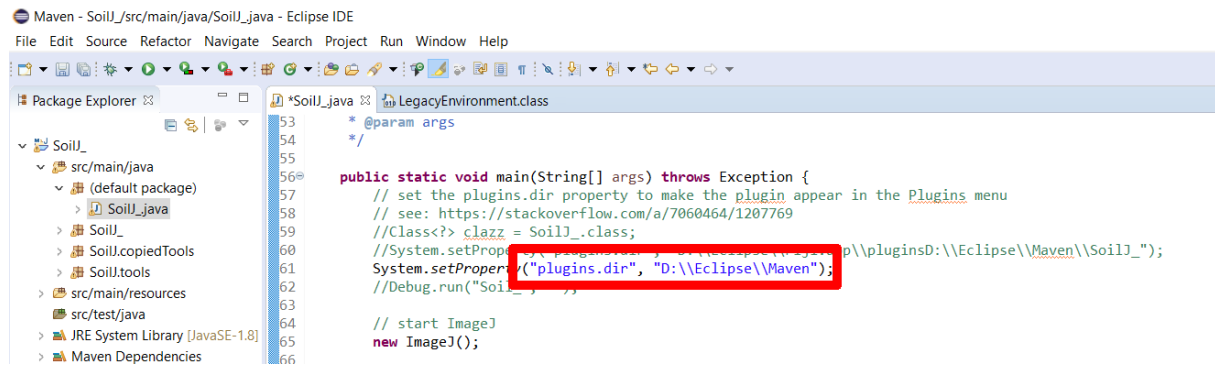 Maven - SoilJ_/src/main/java/SoilJ_.java - Eclipse IDE
File Edit Source Refactor Navigate Search Project Run Window Help
Package Explorer
SoilJ_
src/main/java
(default package)
SoilJ_.java
SoilJ_
SoilJ.copiedTools
SoilJ.tools
src/main/resources
src/test/java
JRE System Library [JavaSE-1.8]
Maven Dependencies
*SoilJ_.java LegacyEnvironment.class
53 * @param args
54 */
55
56 public static void main(String[] args) throws Exception {
57 // set the plugins.dir property to make the plugin appear in the Plugins menu
58 // see: https://stackoverflow.com/a/7060464/1207769
59 //Class<?> clazz = SoilJ_.class;
60 //System.setProperty("plugins.dir", \\pluginsD:\\Eclipse\\Maven\\SoilJ_");
61 System.setProperty("plugins.dir", "D:\\Eclipse\\Maven");
62 //Debug.run("Soil_",
63
64 // start ImageJ
65 new ImageJ();
66